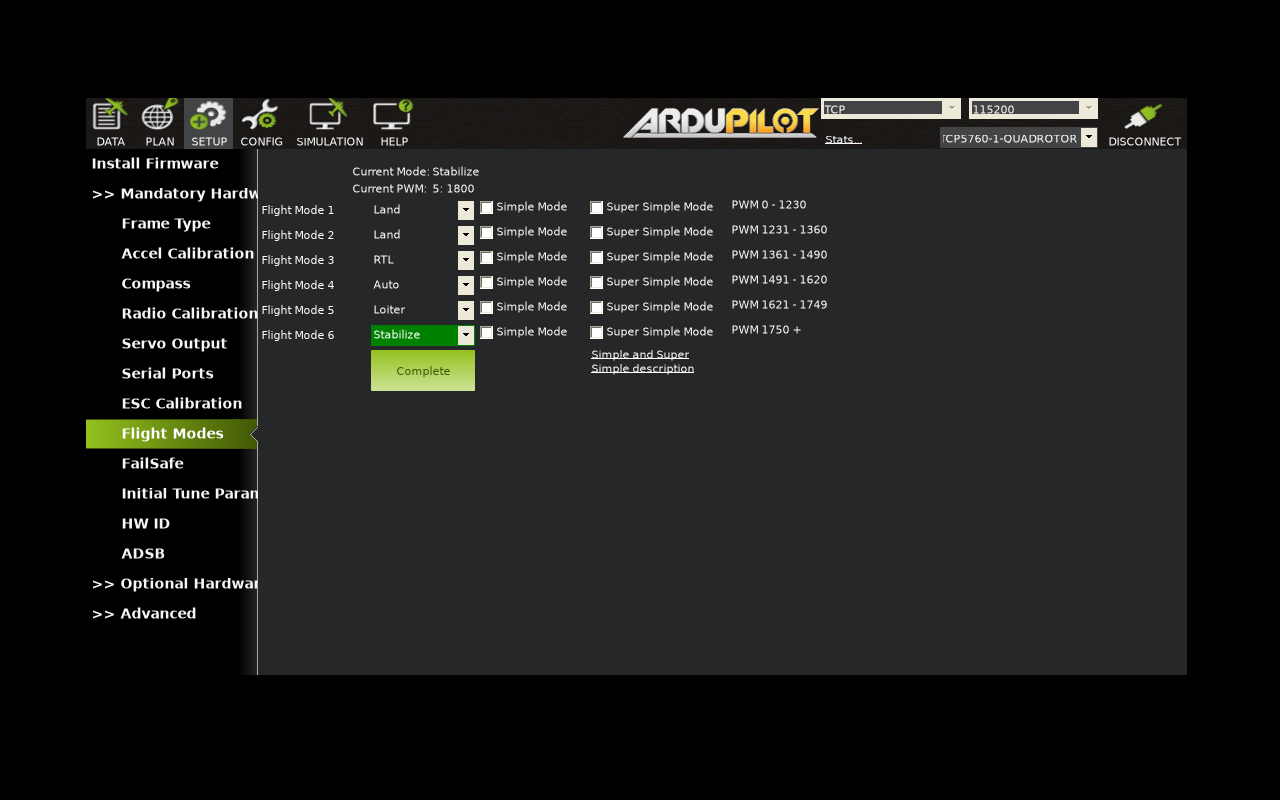 DATA PLAN SETUP CONFIG SIMULATION HELP
ARDUPILOT
TCP 115200
Stats... TCP5760-1-QUADROTOR
DISCONNECT
Install Firmware
>> Mandatory Hardw
Frame Type
Accel Calibration
Compass
Radio Calibration
Servo Output
Serial Ports
ESC Calibration
Flight Modes
FailSafe
Initial Tune Param
HW ID
ADSB
>> Optional Hardwar
>> Advanced
Current Mode: Stabilize
Current PWM: 5: 1800
Flight Mode 1 Land Simple Mode Super Simple Mode PWM 0 - 1230
Flight Mode 2 Land Simple Mode Super Simple Mode PWM 1231 - 1360
Flight Mode 3 RTL Simple Mode Super Simple Mode PWM 1361 - 1490
Flight Mode 4 Auto Simple Mode Super Simple Mode PWM 1491 - 1620
Flight Mode 5 Loiter Simple Mode Super Simple Mode PWM 1621 - 1749
Flight Mode 6 Stabilize Simple Mode Super Simple Mode PWM 1750 +
Complete
Simple and Super
Simple description